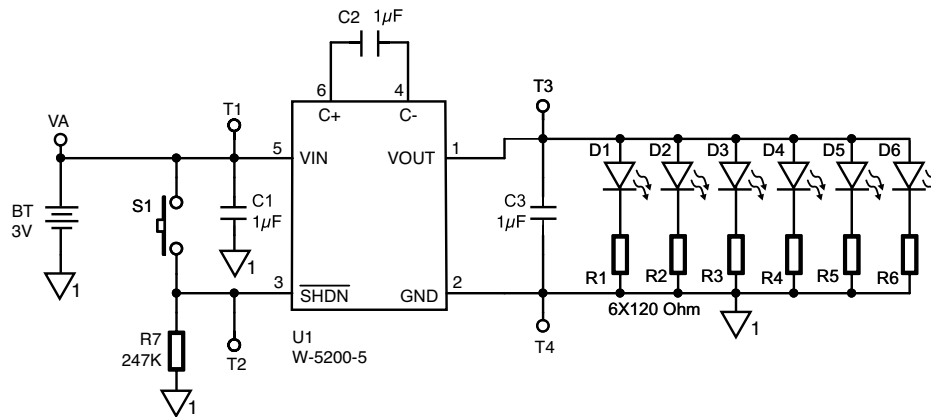 C2 1µF
6 4
C+ C-
T1 T3
VA
5 VIN VOUT 1
D1 D2 D3 D4 D5 D6
S1
BT
3V
C1
1µF
C3
1µF
1 1
3 SHDN GND 2
R1 R2 R3 R4 R5 R6
6X120 Ohm
1
U1
W-5200-5
R7
247K
T2 T4
1